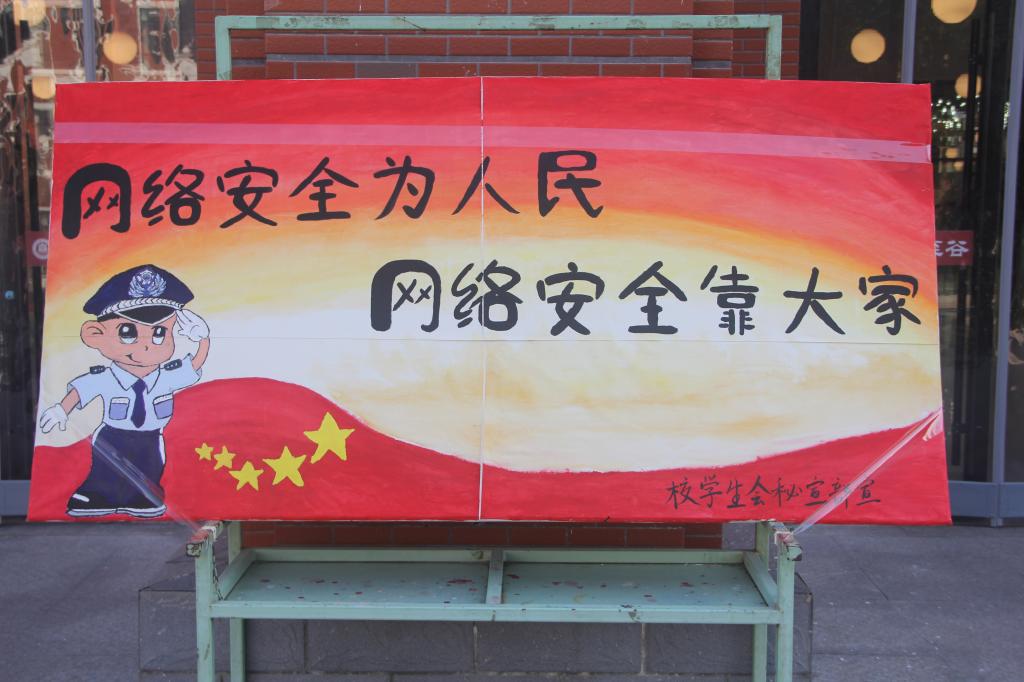 网络安全为人民
网络安全靠大家
校学生会秘宣部宣
谷